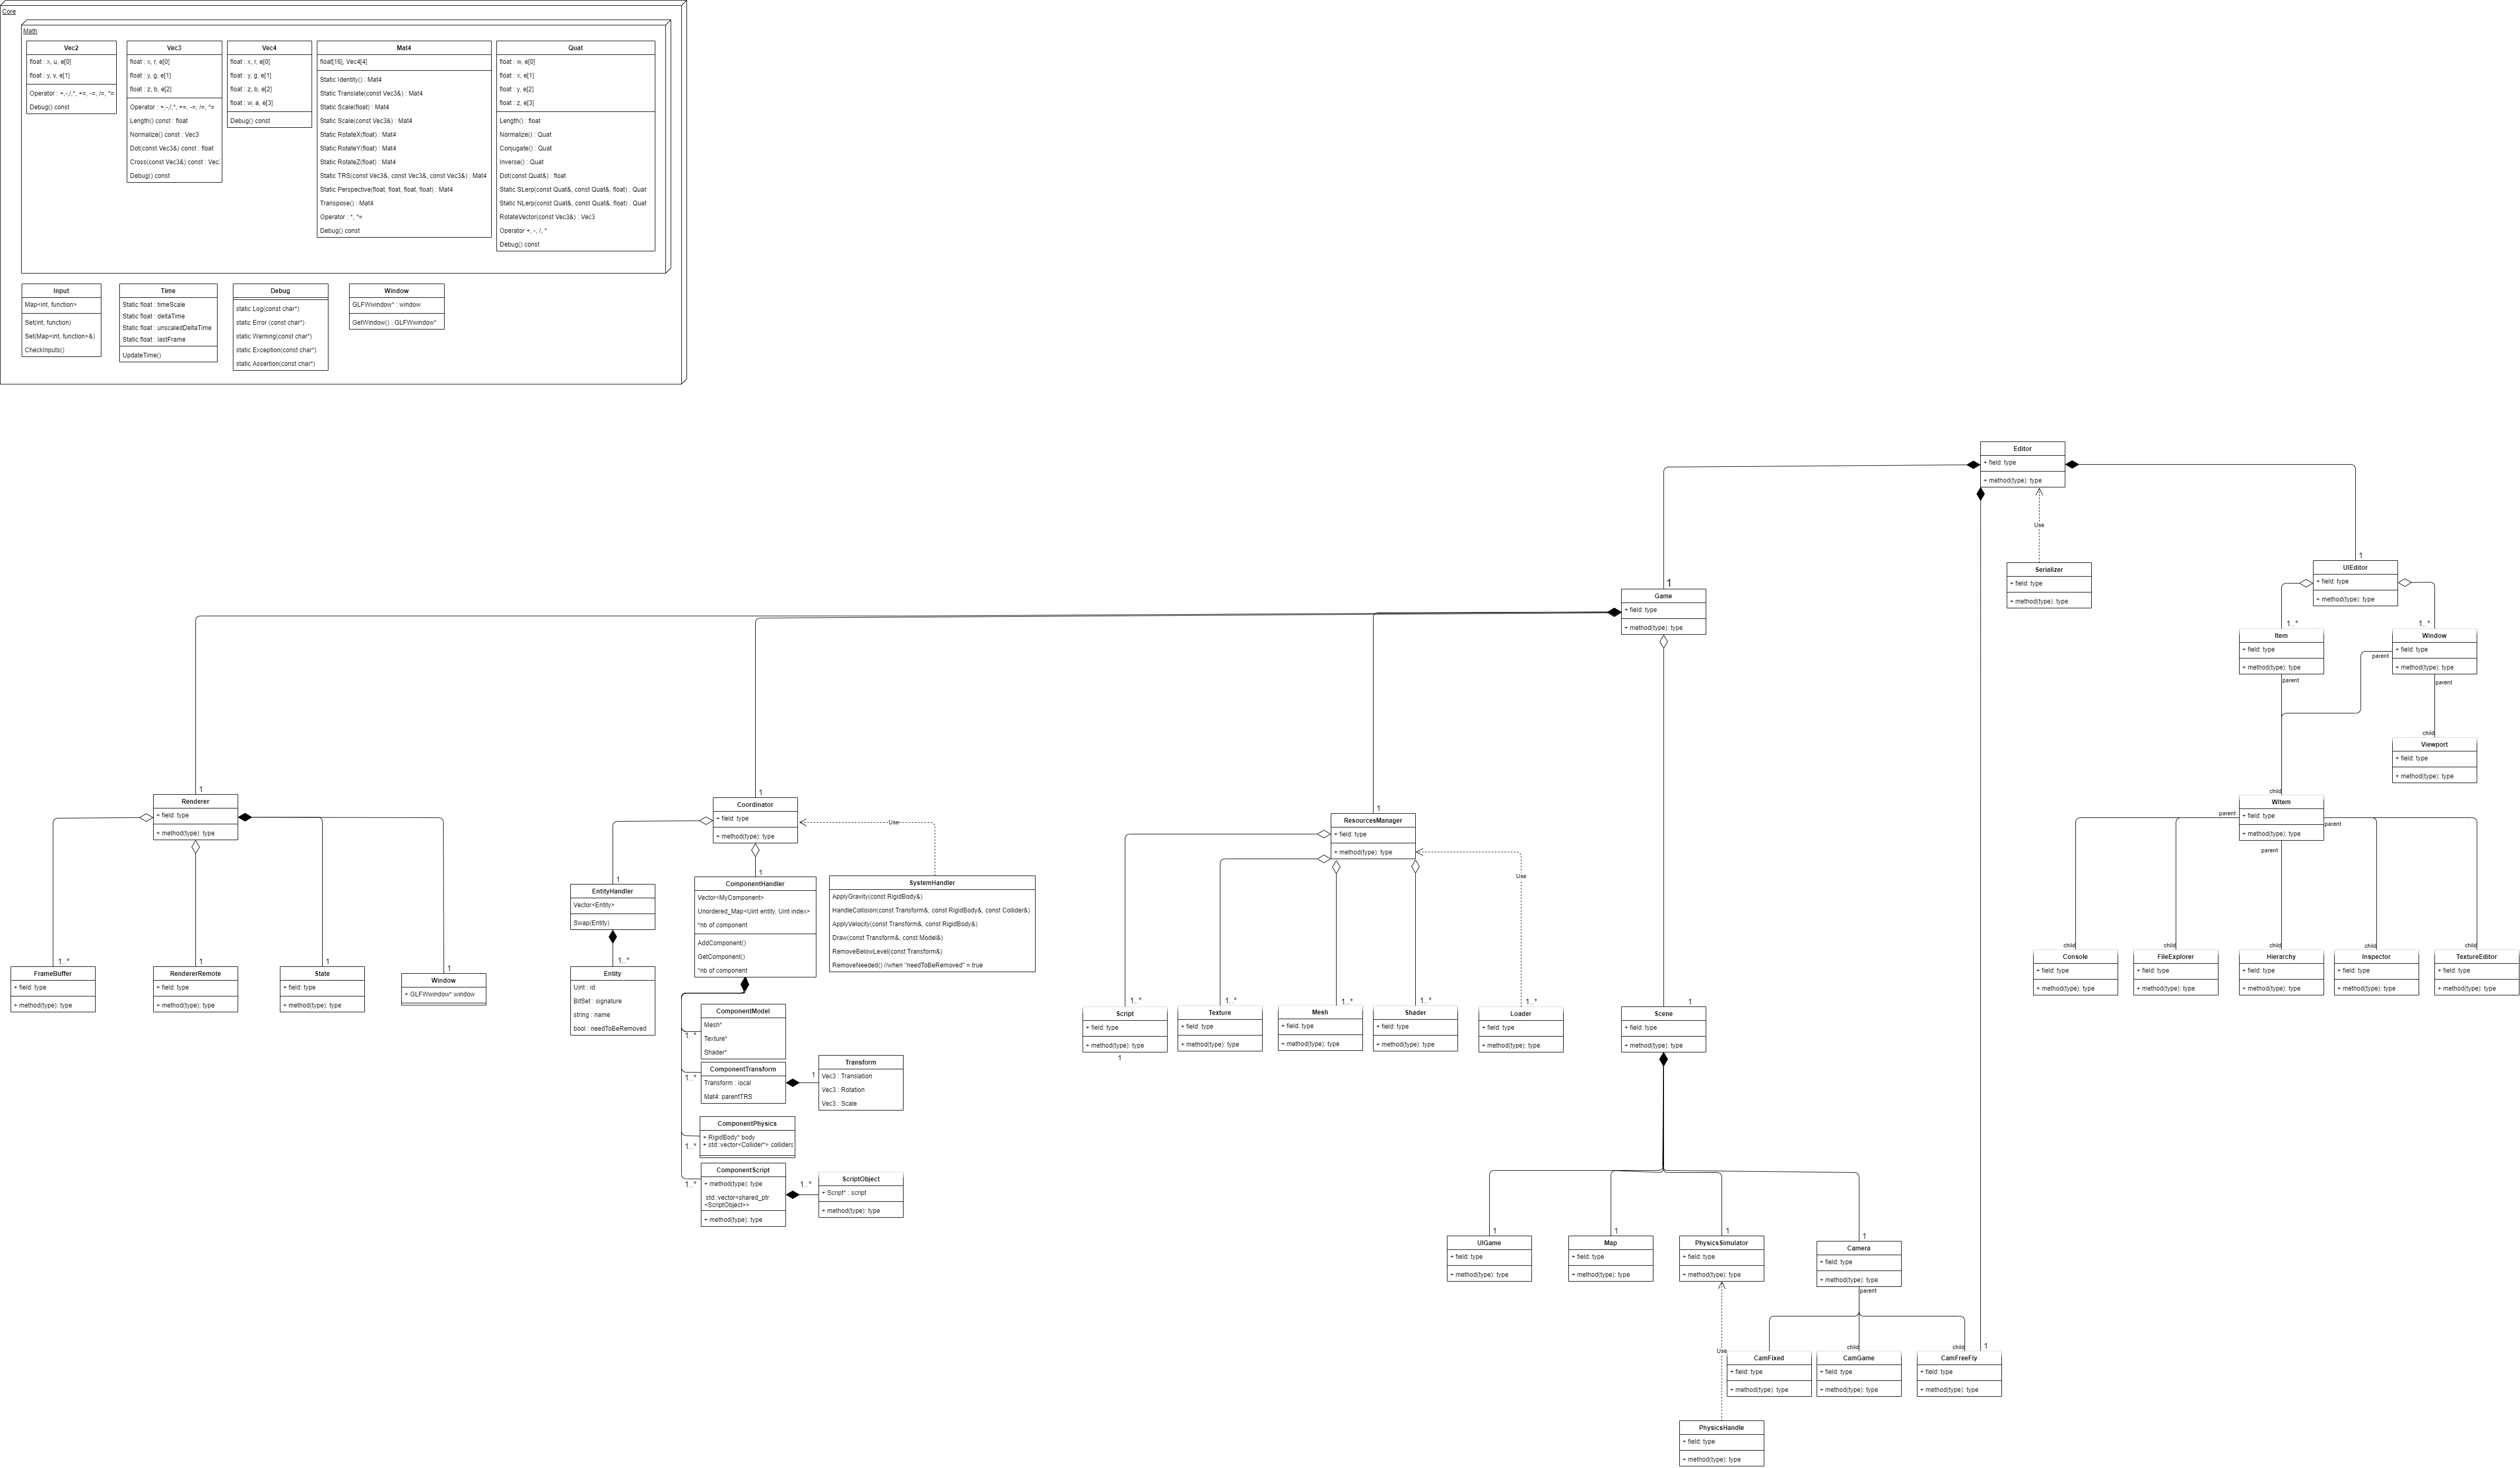 Core
Math
Vec2
float : x, u, e[0]
float : y, v, e[1]
Operator : +,-,/,*, +=, -=, /=, *=
Debug() const
Vec3
float : x, r, e[0]
float : y, g, e[1]
float : z, b, e[2]
Operator : +,-,/,*, +=, -=, /=, *=
Length() const : float
Normalize() const : Vec3
Dot(const Vec3&) const : float
Cross(const Vec3&) const : Vec
Debug() const
Vec4
float : x, r, e[0]
float : y, g, e[1]
float : z, b, e[2]
float : w, a, e[3]
Debug() const
Mat4
float[16], Vec4[4]
Static Identity() : Mat4
Static Translate(const Vec3&) : Mat4
Static Scale(float) : Mat4
Static Scale(const Vec3&) : Mat4
Static RotateX(float) : Mat4
Static RotateY(float) : Mat4
Static RotateZ(float) : Mat4
Static TRS(const Vec3&, const Vec3&, const Vec3&) : Mat4
Static Perspective(float, float, float, float) : Mat4
Transpose() : Mat4
Operator : *, *=
Debug() const
Quat
float : w, e[0]
float : x, e[1]
float : y, e[2]
float : z, e[3]
Length() : float
Normalize() : Quat
Conjugate() : Quat
Inverse() : Quat
Dot(const Quat&) : float
Static SLerp(const Quat&, const Quat&, float) : Quat
Static NLerp(const Quat&, const Quat&, float) : Quat
RotateVector(const Vec3&) : Vec3
Operator +, -, /, *
Debug() const
Input
Map<int, function>
Set(int, function)
Set(Map<int, function>&)
CheckInputs()
Time
Static float : timeScale
Static float : deltaTime
Static float : unscaledDeltaTime
Static float : lastFrame
UpdateTime()
Debug
static Log(const char*)
static Error (const char*)
static Warning(const char*)
static Exception(const char*)
static Assertion(const char*)
Window
GLFWwindow* : window
GetWindow() : GLFWwindow*
Editor
+ field: type
+ method(type): type
Use
Serializer
+ field: type
+ method(type): type
1
UIEditor
+ field: type
+ method(type): type
1
Game
+ field: type
+ method(type): type
1..*
Item
+ field: type
+ method(type): type
parent
1..*
Window
+ field: type
+ method(type): type
parent
parent
child
Viewport
+ field: type
+ method(type): type
child
WItem
+ field: type
+ method(type): type
parent
parent
parent
child
Console
+ field: type
+ method(type): type
child
FileExplorer
+ field: type
+ method(type): type
child
Hierarchy
+ field: type
+ method(type): type
child
Inspector
+ field: type
+ method(type): type
child
TextureEditor
+ field: type
+ method(type): type
1
Renderer
+ field: type
+ method(type): type
1..*
FrameBuffer
+ field: type
+ method(type): type
1
RendererRemote
+ field: type
+ method(type): type
1
State
+ field: type
+ method(type): type
1
Window
+ GLFWwindow* window
1
Coordinator
+ field: type
+ method(type): type
Use
1
EntityHandler
Vector<Entity>
Swap(Entity)
1..*
Entity
Uint : id
BitSet : signature
string : name
bool : needToBeRemoved
1
ComponentHandler
Vector<MyComponent>
Unordered_Map<Uint entity, Uint index>
*nb of component
AddComponent()
GetComponent()
*nb of component
SystemHandler
ApplyGravity(const RigidBody&)
HandleCollision(const Transform&, const RigidBody&, const Collider&)
ApplyVelocity(const Transform&, const RigidBody&)
Draw(const Transform&, const Model&)
RemoveBelowLevel(const Transform&)
RemoveNeeded() //when "needToBeRemoved" = true
1..*
ComponentModel
Mesh*
Texture*
Shader*
1..*
ComponentTransform
Transform : local
Mat4: parentTRS
1
Transform
Vec3 : Translation
Vec3 : Rotation
Vec3 : Scale
1..*
ComponentPhysics
+ RigidBody* body
+ std::vector<Collider*> colliders
1..*
ComponentScript
+ method(type): type
std::vector<shared_ptr
<ScriptObject>>
+ method(type): type
1..*
ScriptObject
+ Script* : script
+ method(type): type
1
ResourcesManager
+ field: type
+ method(type): type
Use
1..*
Script
+ field: type
+ method(type): type
1
1..*
Texture
+ field: type
+ method(type): type
1..*
Mesh
+ field: type
+ method(type): type
1..*
Shader
+ field: type
+ method(type): type
1..*
Loader
+ field: type
+ method(type): type
1
Scene
+ field: type
+ method(type): type
1
UIGame
+ field: type
+ method(type): type
1
Map
+ field: type
+ method(type): type
1
PhysicsSimulator
+ field: type
+ method(type): type
1
Camera
+ field: type
+ method(type): type
parent
Use
CamFixed
+ field: type
+ method(type): type
child
CamGame
+ field: type
+ method(type): type
child
1
CamFreeFly
+ field: type
+ method(type): type
PhysicsHandle
+ field: type
+ method(type): type